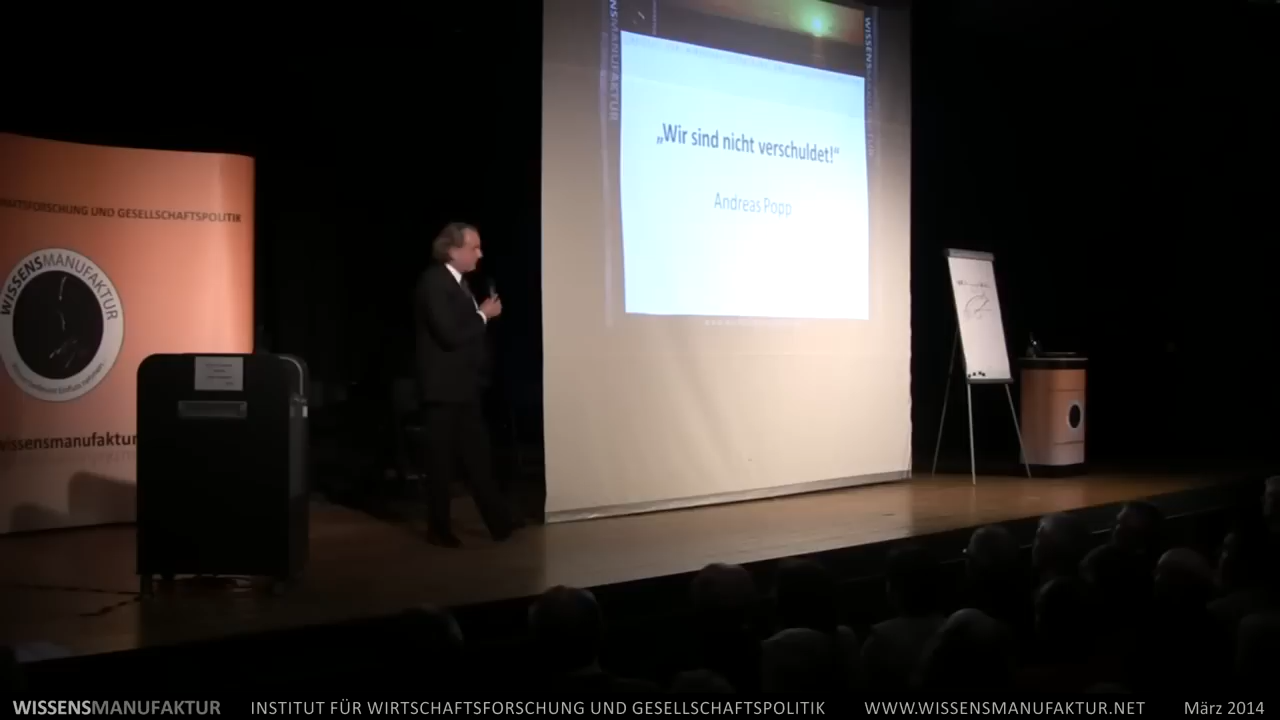 WISSENSMANUFAKTUR
„Wir sind nicht verschuldet!“
Andreas Popp
UND GESELLSCHAFTSPOLITIK
WISSENSMANUFAKTUR
wissensmanufaktur
WISSENSMANUFAKTUR INSTITUT FÜR WIRTSCHAFTSFORSCHUNG UND GESELLSCHAFTSPOLITIK WWW.WISSENSMANUFAKTUR.NET März 2014